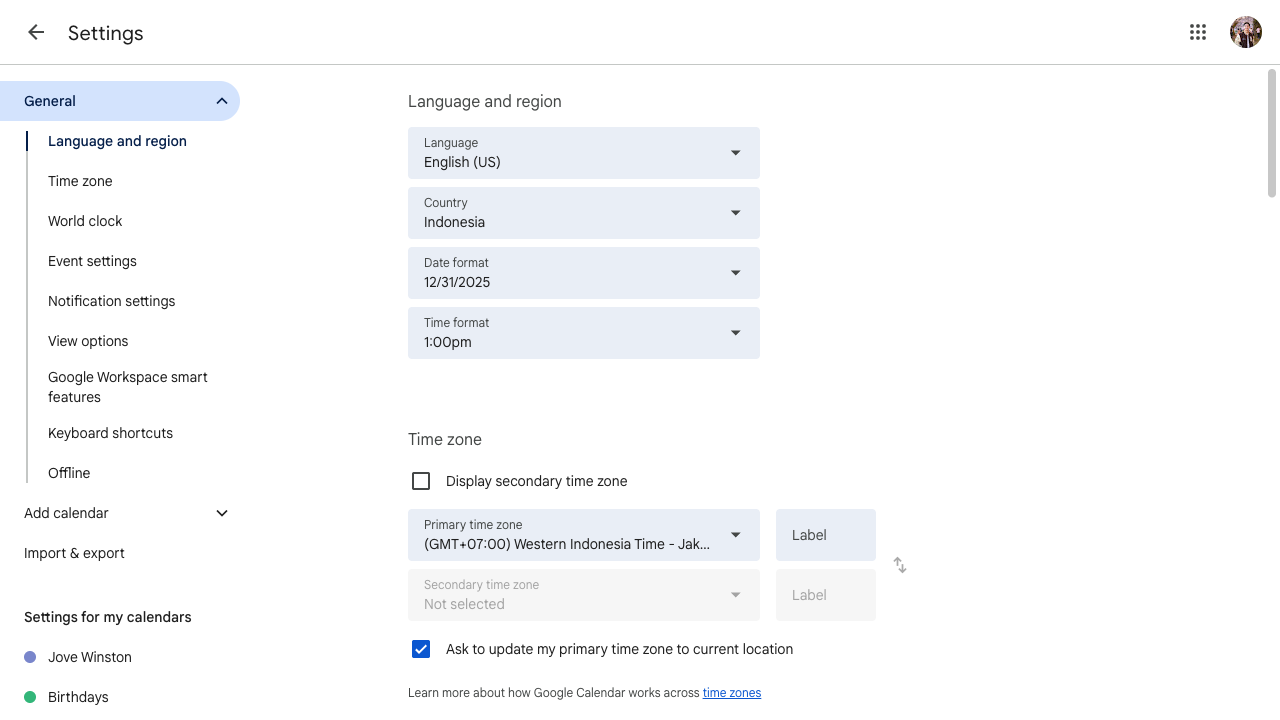 Settings
General
Language and region
Time zone
World clock
Event settings
Notification settings
View options
Google Workspace smart
features
Keyboard shortcuts
Offline
Add calendar
Import & export
Settings for my calendars
Jove Winston
Birthdays
Language and region
Language
English (US)
Country
Indonesia
Date format
12/31/2025
Time format
1:00pm
Time zone
Display secondary time zone
Primary time zone
(GMT+07:00) Western Indonesia Time - Jak...
Label
Secondary time zone
Not selected
Label
Ask to update my primary time zone to current location
Learn more about how Google Calendar works across time zones